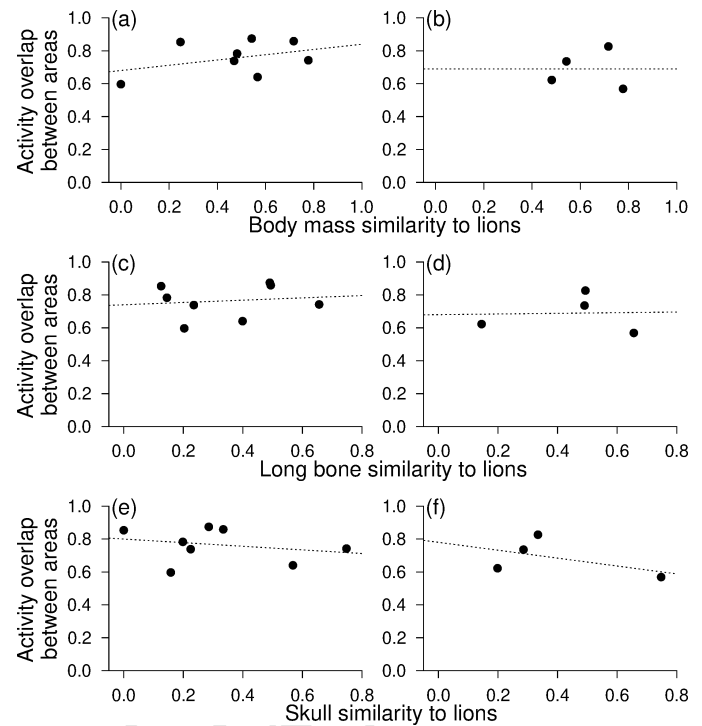 (a) (b)
Activity overlap
between areas
1.0 0.8 0.6 0.4 0.2 0.0
1.0 0.8 0.6 0.4 0.2 0.0
0.0 0.2 0.4 0.6 0.8 1.0
0.0 0.2 0.4 0.6 0.8 1.0
Body mass similarity to lions
(c) (d)
Activity overlap
between areas
1.0 0.8 0.6 0.4 0.2 0.0
1.0 0.8 0.6 0.4 0.2 0.0
0.0 0.2 0.4 0.6 0.8
0.0 0.2 0.4 0.6 0.8
Long bone similarity to lions
(e) (f)
Activity overlap
between areas
1.0 0.8 0.6 0.4 0.2 0.0
1.0 0.8 0.6 0.4 0.2 0.0
0.0 0.2 0.4 0.6 0.8
0.0 0.2 0.4 0.6 0.8
Skull similarity to lions